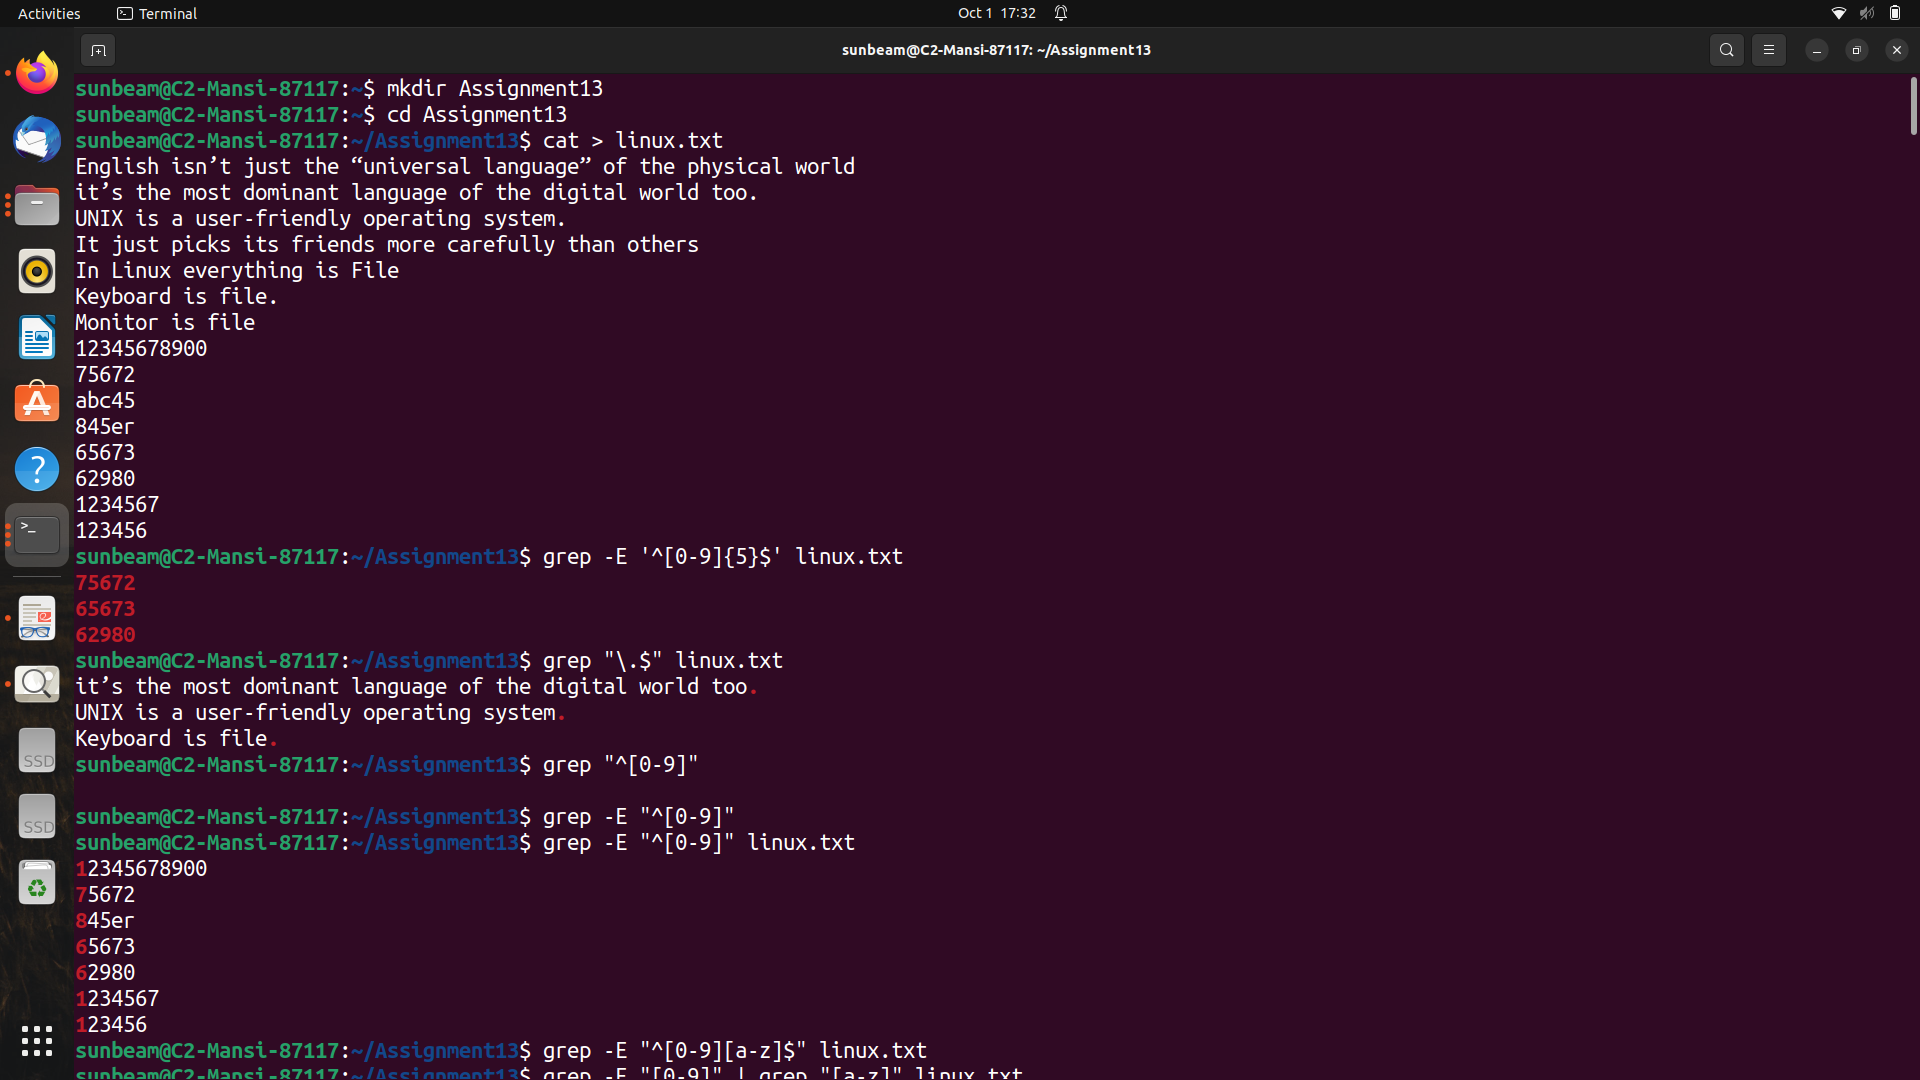 Activities
Terminal
Oct 1 17:32
sunbeam@C2-Mansi-87117: ~/Assignment13
sunbeam@C2-Mansi-87117:~$ mkdir Assignment13
sunbeam@C2-Mansi-87117:~$ cd Assignment13
sunbeam@C2-Mansi-87117:~/Assignment13$ cat > linux.txt
English isn’t just the “universal language” of the physical world
it’s the most dominant language of the digital world too.
UNIX is a user-friendly operating system.
It just picks its friends more carefully than others
In Linux everything is File
Keyboard is file.
Monitor is file
12345678900
75672
abc45
845er
65673
62980
1234567
123456
sunbeam@C2-Mansi-87117:~/Assignment13$ grep -E '^[0-9]{5}$' linux.txt
75672
65673
62980
sunbeam@C2-Mansi-87117:~/Assignment13$ grep "\.$" linux.txt
it’s the most dominant language of the digital world too.
UNIX is a user-friendly operating system.
Keyboard is file.
sunbeam@C2-Mansi-87117:~/Assignment13$ grep "^[0-9]"
sunbeam@C2-Mansi-87117:~/Assignment13$ grep -E "^[0-9]"
sunbeam@C2-Mansi-87117:~/Assignment13$ grep -E "^[0-9]" linux.txt
12345678900
75672
845er
65673
62980
1234567
123456
sunbeam@C2-Mansi-87117:~/Assignment13$ grep -E "^[0-9][a-z]$" linux.txt
sunbeam@C2-Mansi-87117:~/Assignment13$ grep -E "[0-9]" | grep "[a-z]" linux.txt
SSD
SSD